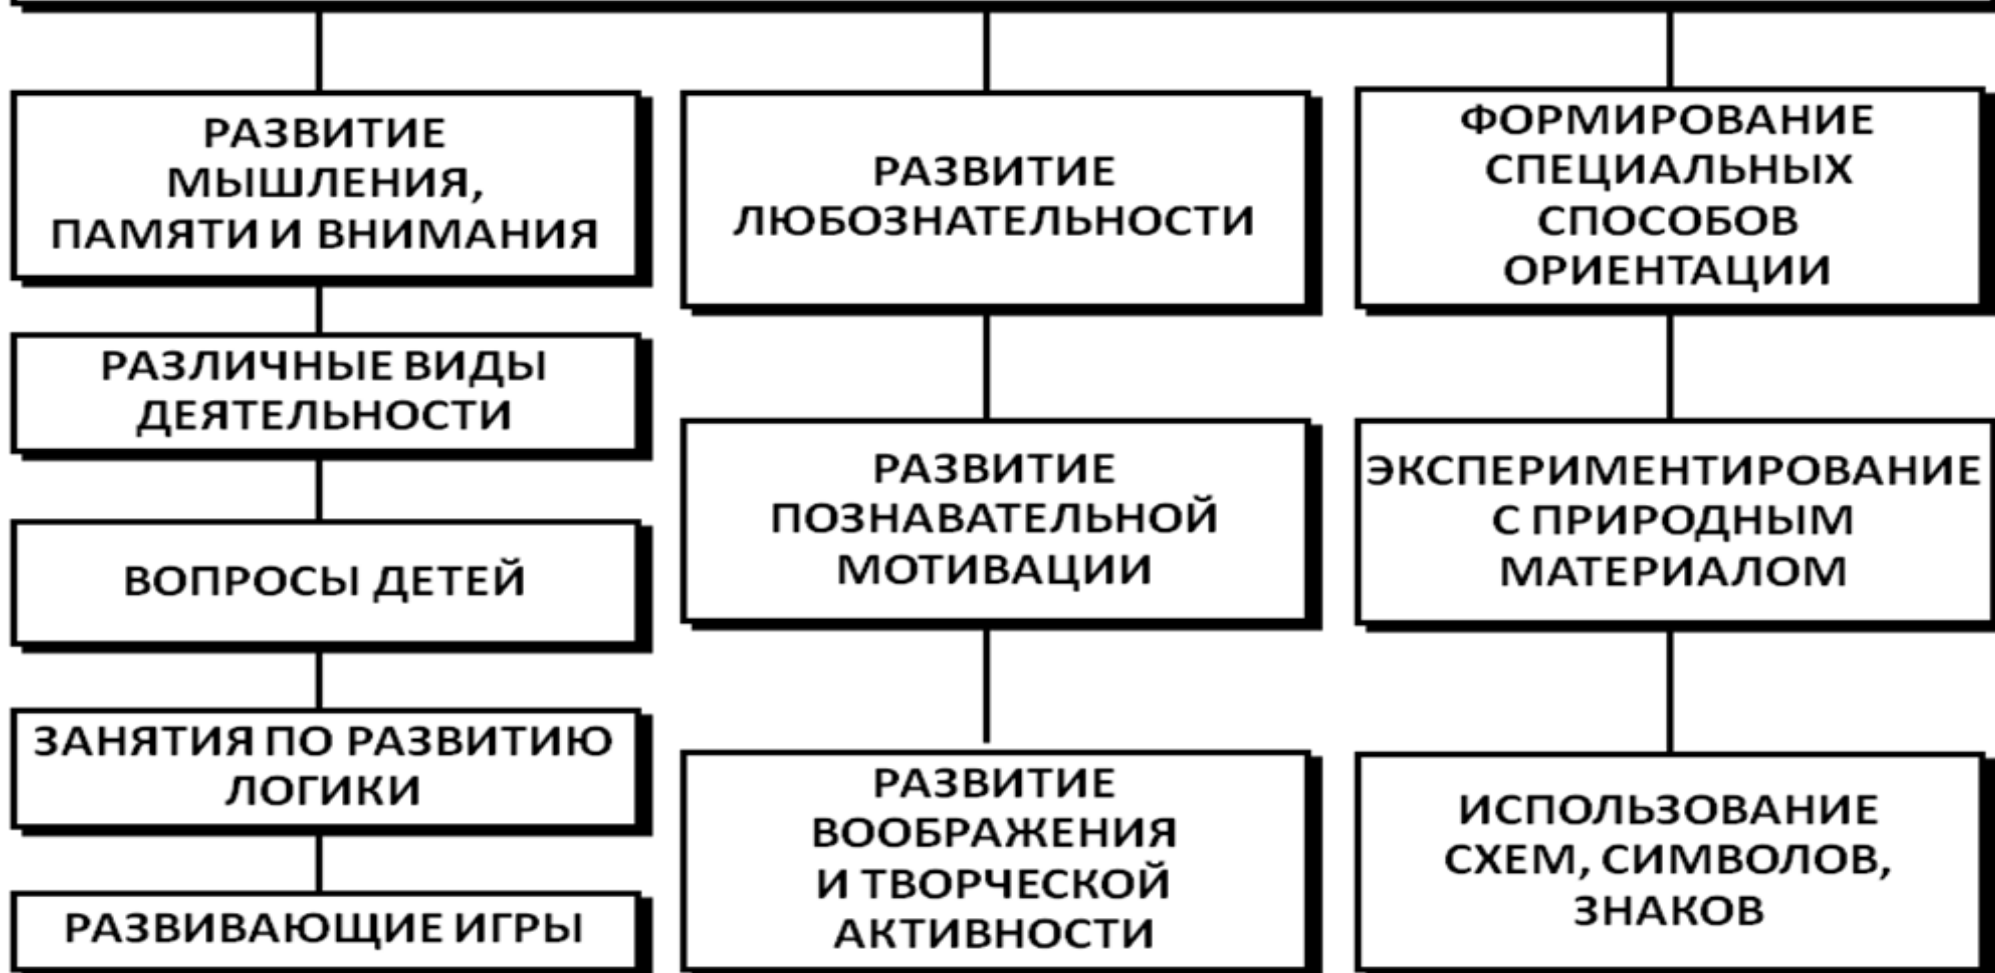 РАЗВИТИЕ
МЫШЛЕНИЯ,
ПАМЯТИ И ВНИМАНИЯ
РАЗЛИЧНЫЕ ВИДЫ
ДЕЯТЕЛЬНОСТИ
ВОПРОСЫ ДЕТЕЙ
ЗАНЯТИЯ ПО РАЗВИТИЮ
ЛОГИКИ
РАЗВИВАЮЩИЕ ИГРЫ
РАЗВИТИЕ
ЛЮБОЗНАТЕЛЬНОСТИ
РАЗВИТИЕ
ПОЗНАВАТЕЛЬНОЙ
МОТИВАЦИИ
РАЗВИТИЕ
ВООБРАЖЕНИЯ
И ТВОРЧЕСКОЙ
АКТИВНОСТИ
ФОРМИРОВАНИЕ
СПЕЦИАЛЬНЫХ
СПОСОБОВ
ОРИЕНТАЦИИ
ЭКСПЕРИМЕНТИРОВАНИЕ
С ПРИРОДНЫМ
МАТЕРИАЛОМ
ИСПОЛЬЗОВАНИЕ
СХЕМ, СИМВОЛОВ,
ЗНАКОВ